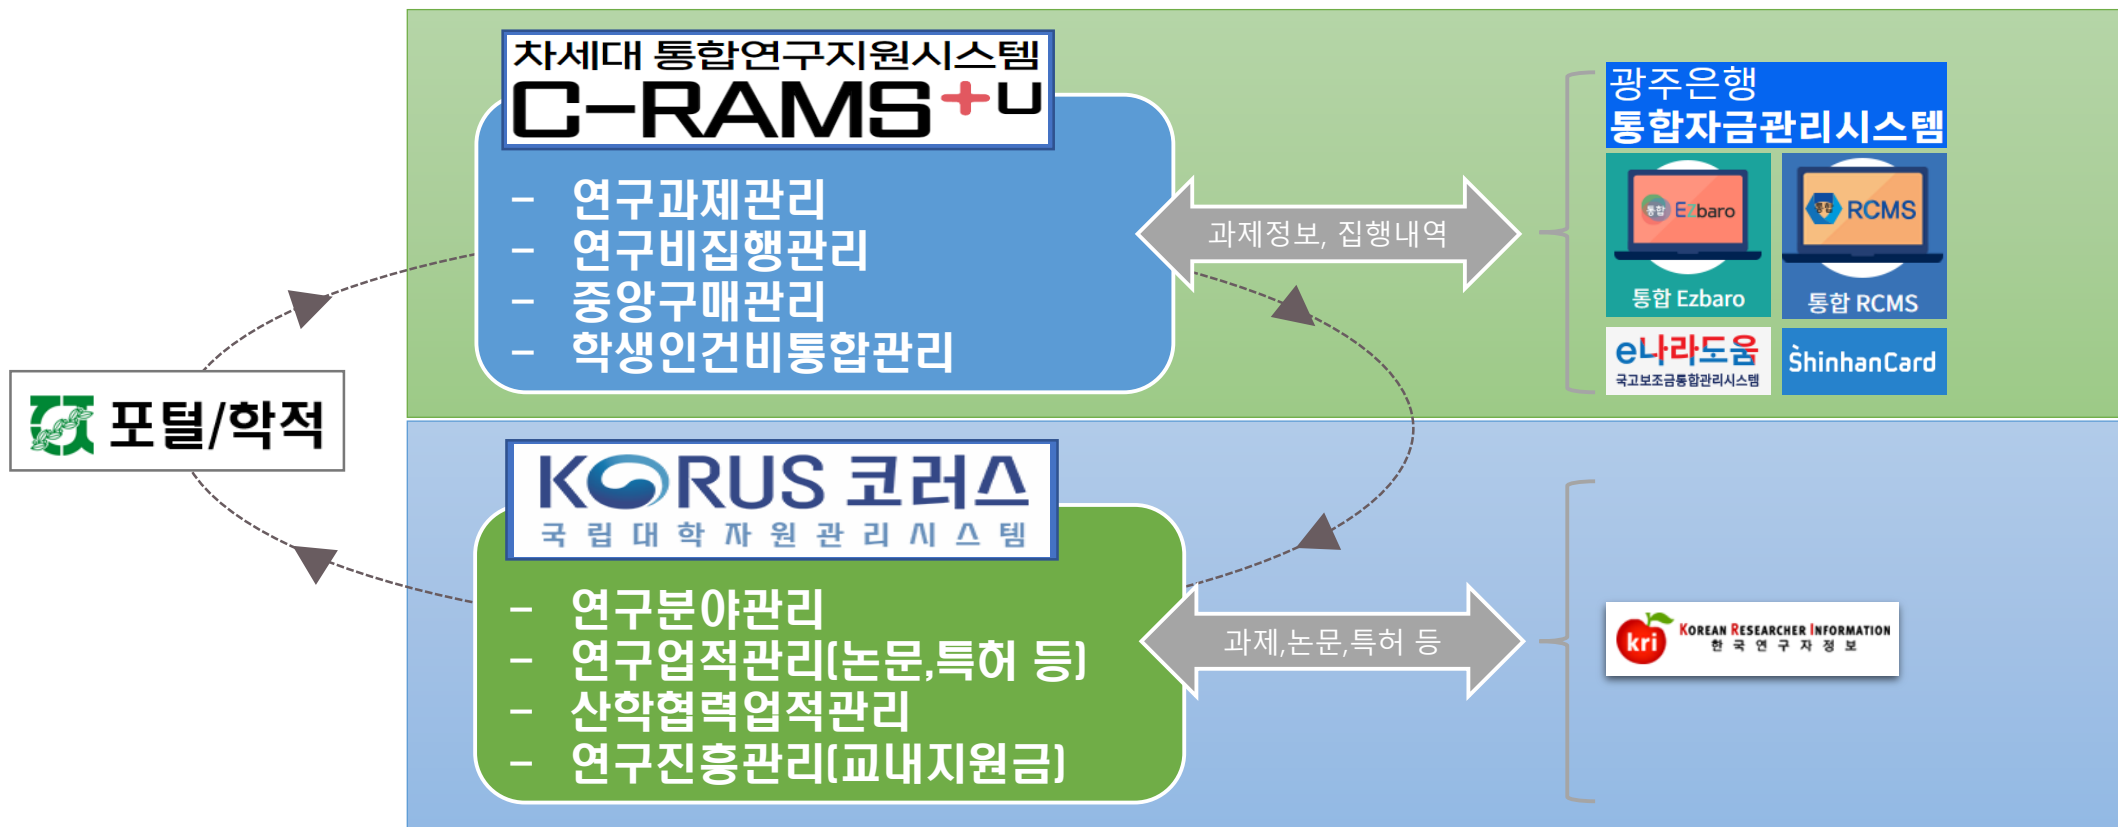 차세대 통합연구지원시스템
C-RAMS+U
- 연구과제관리
- 연구비집행관리
- 중앙구매관리
- 학생인건비통합관리
과제정보, 집행내역
광주은행
통합자금관리시스템
통합 Ezbaro
통합 RCMS
통합 Ezbaro
통합 RCMS
e나라도움
국고보조금통합관리시스템
ShinhanCard
포털/학적
KORUS 코러스
국립대학자원관리시스템
- 연구분야관리
- 연구업적관리(논문,특허 등)
- 산학협력업적관리
- 연구진흥관리(교내지원금)
과제,논문,특허 등
kri
KOREAN RESEARCHER INFORMATION
한국연구자정보